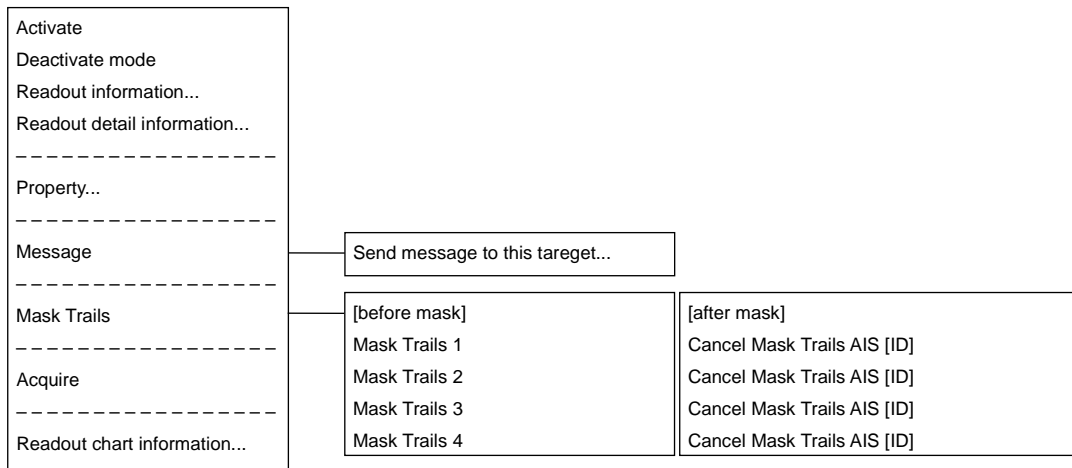 Activate
Deactivate mode
Readout information...
Readout detail information...
Property...
Message
Send message to this tareget...
Mask Trails
[before mask]
Mask Trails 1
Mask Trails 2
Mask Trails 3
Mask Trails 4
[after mask]
Cancel Mask Trails AIS [ID]
Cancel Mask Trails AIS [ID]
Cancel Mask Trails AIS [ID]
Cancel Mask Trails AIS [ID]
Acquire
Readout chart information...